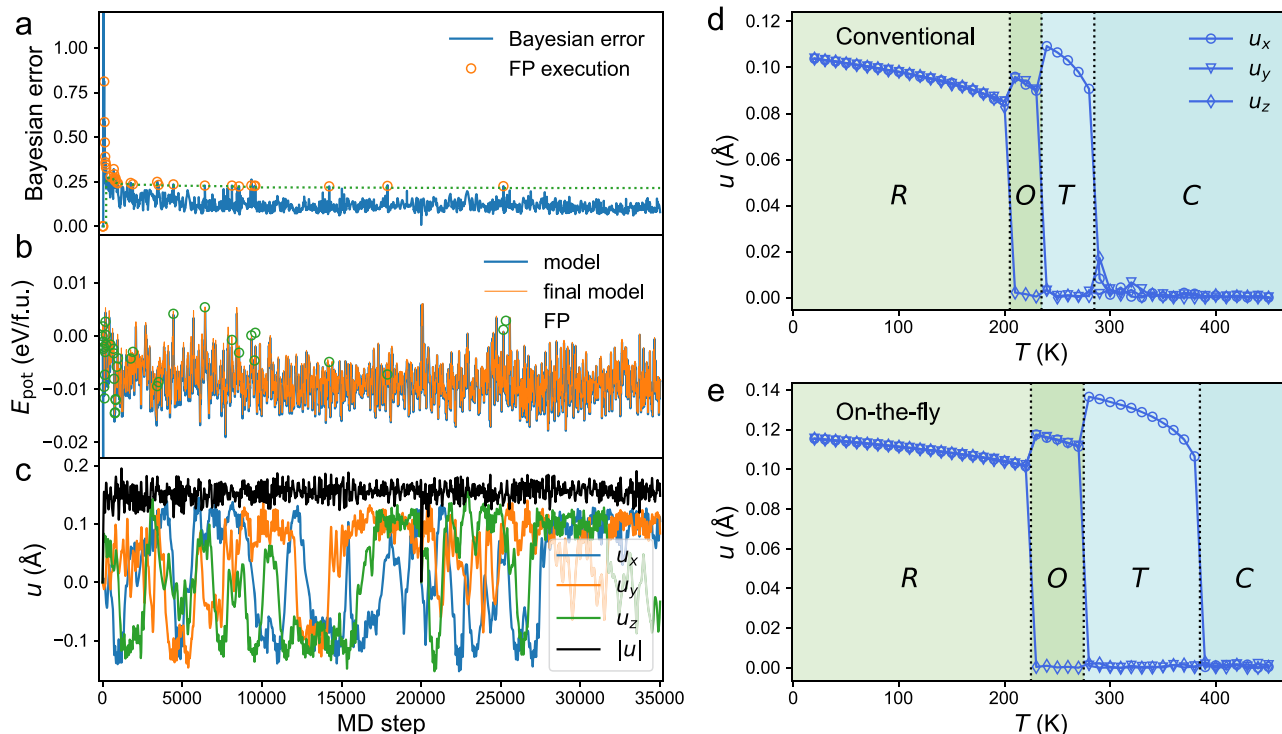 a
Bayesian error
1.00
0.75
0.50
0.25
0.00
Bayesian error
FP execution
b
E_pot (eV/f.u.)
0.01
0.00
−0.01
−0.02
model
final model
FP
c
u (Å)
0.2
0.1
0.0
−0.1
u_x
u_y
u_z
|u|
0 5000 10000 15000 20000 25000 30000 35000
MD step
d
u (Å)
0.12
0.10
0.08
0.06
0.04
0.02
0.00
Conventional
u_x
u_y
u_z
R O T C
0 100 200 300 400
T (K)
e
u (Å)
0.14
0.12
0.10
0.08
0.06
0.04
0.02
0.00
On-the-fly
R O T C
0 100 200 300 400
T (K)